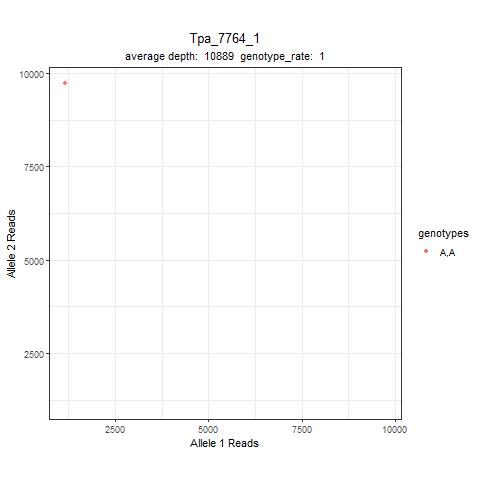 Tpa_7764_1
average depth:  10889  genotype_rate:  1
10000
7500
5000
2500
Allele 2 Reads
2500 5000 7500 10000
Allele 1 Reads
genotypes
A,A